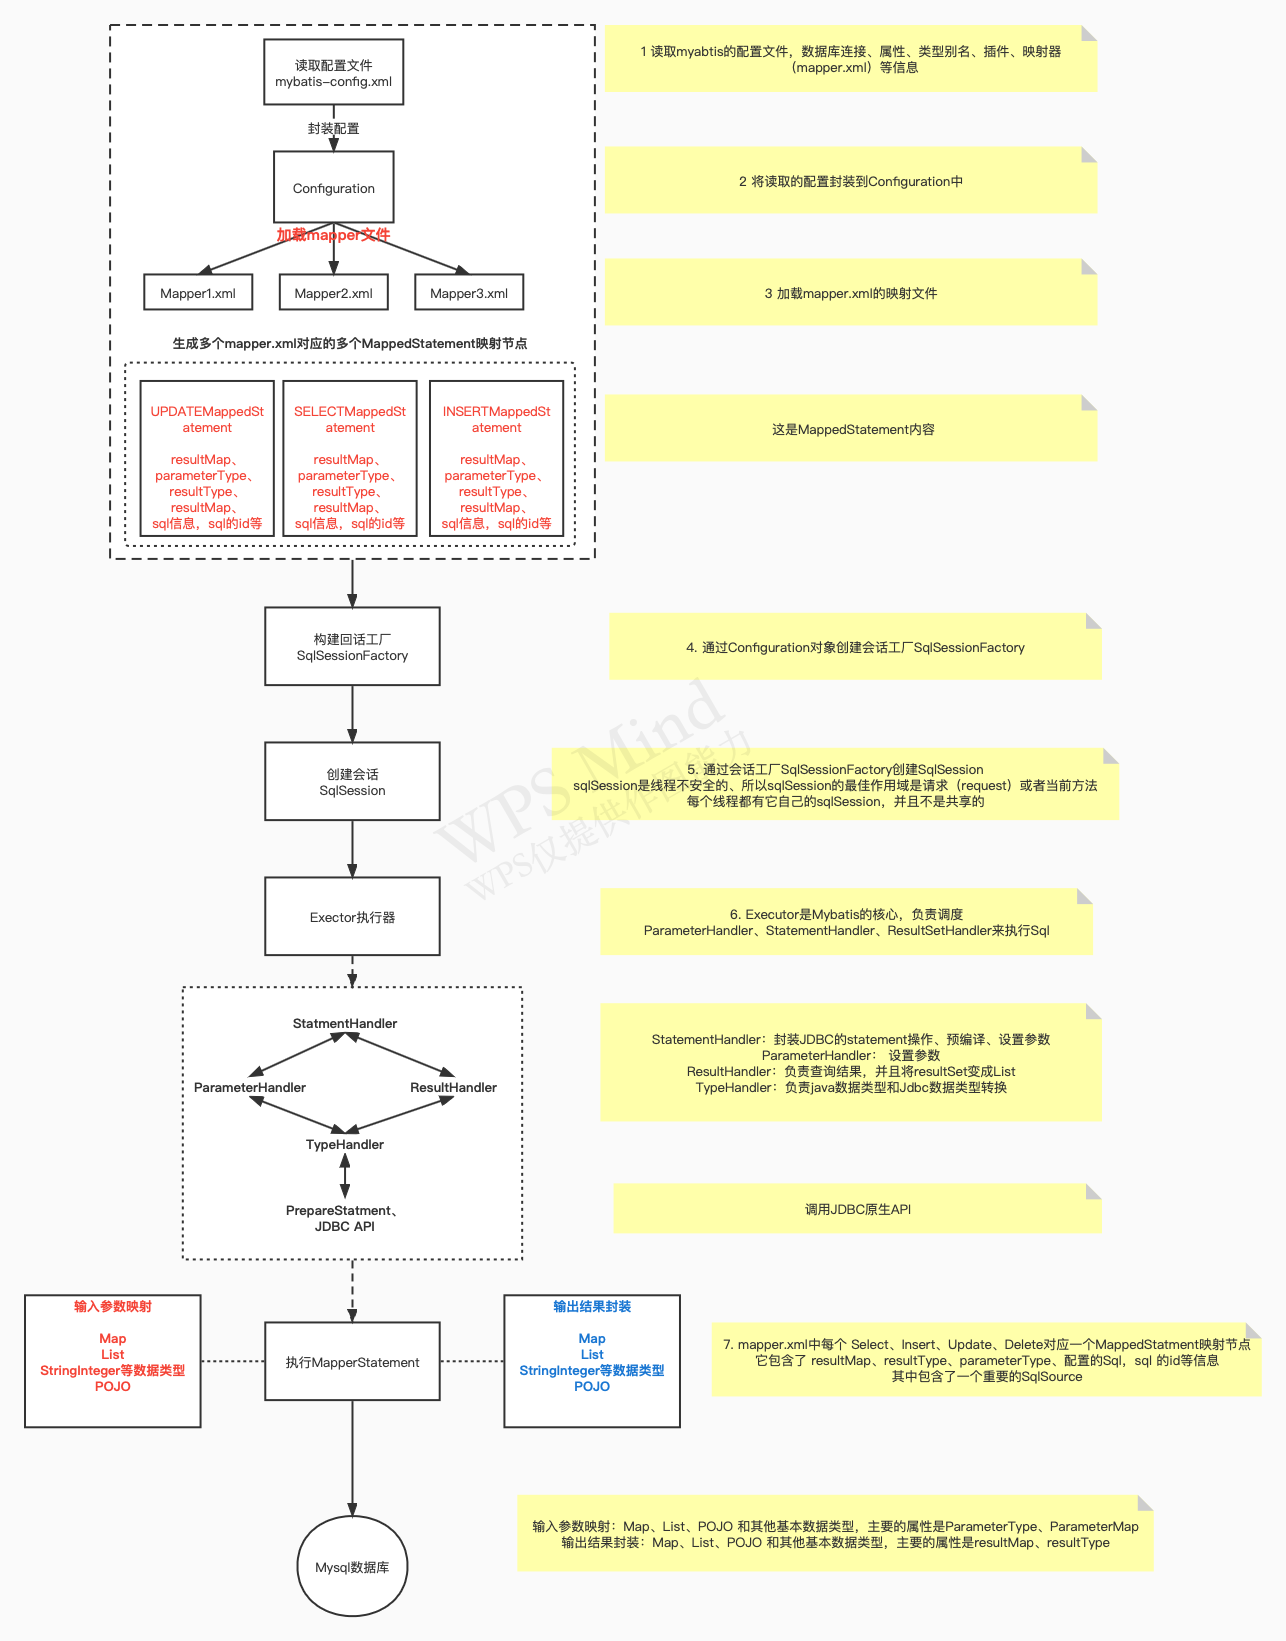 读取配置文件
mybatis-config.xml
1 读取myabtis的配置文件，数据库连接、属性、类型别名、插件、映射器
（mapper.xml）等信息
封装配置
Configuration
2 将读取的配置封装到Configuration中
加载mapper文件
Mapper1.xml
Mapper2.xml
Mapper3.xml
3 加载mapper.xml的映射文件
生成多个mapper.xml对应的多个MappedStatement映射节点
UPDATEMappedSt
atement
resultMap、
parameterType、
resultType、
resultMap、
sql信息，sql的id等
SELECTMappedSt
atement
resultMap、
parameterType、
resultType、
resultMap、
sql信息，sql的id等
INSERTMappedSt
atement
resultMap、
parameterType、
resultType、
resultMap、
sql信息，sql的id等
这是MappedStatement内容
构建回话工厂
SqlSessionFactory
4. 通过Configuration对象创建会话工厂SqlSessionFactory
创建会话
SqlSession
5. 通过会话工厂SqlSessionFactory创建SqlSession
sqlSession是线程不安全的、所以sqlSession的最佳作用域是请求（request）或者当前方法
每个线程都有它自己的sqlSession，并且不是共享的
WPS Mind
WPS仅提供作图能力
Exector执行器
6. Executor是Mybatis的核心，负责调度
ParameterHandler、StatementHandler、ResultSetHandler来执行Sql
StatmentHandler
ParameterHandler
ResultHandler
TypeHandler
PrepareStatment、
JDBC API
StatementHandler：封装JDBC的statement操作、预编译、设置参数
ParameterHandler： 设置参数
ResultHandler：负责查询结果，并且将resultSet变成List
TypeHandler：负责java数据类型和Jdbc数据类型转换
调用JDBC原生API
输入参数映射
Map
List
StringInteger等数据类型
POJO
执行MapperStatement
输出结果封装
Map
List
StringInteger等数据类型
POJO
7. mapper.xml中每个 Select、Insert、Update、Delete对应一个MappedStatment映射节点
它包含了 resultMap、resultType、parameterType、配置的Sql，sql 的id等信息
其中包含了一个重要的SqlSource
输入参数映射：Map、List、POJO 和其他基本数据类型，主要的属性是ParameterType、ParameterMap
输出结果封装：Map、List、POJO 和其他基本数据类型，主要的属性是resultMap、resultType
Mysql数据库